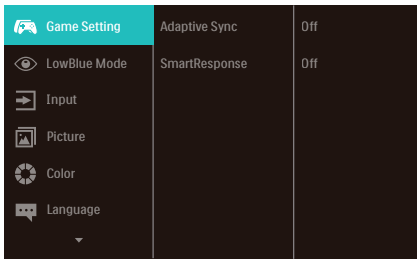 Game Setting Adaptive Sync Off
LowBlue Mode SmartResponse Off
Input
Picture
Color
Language